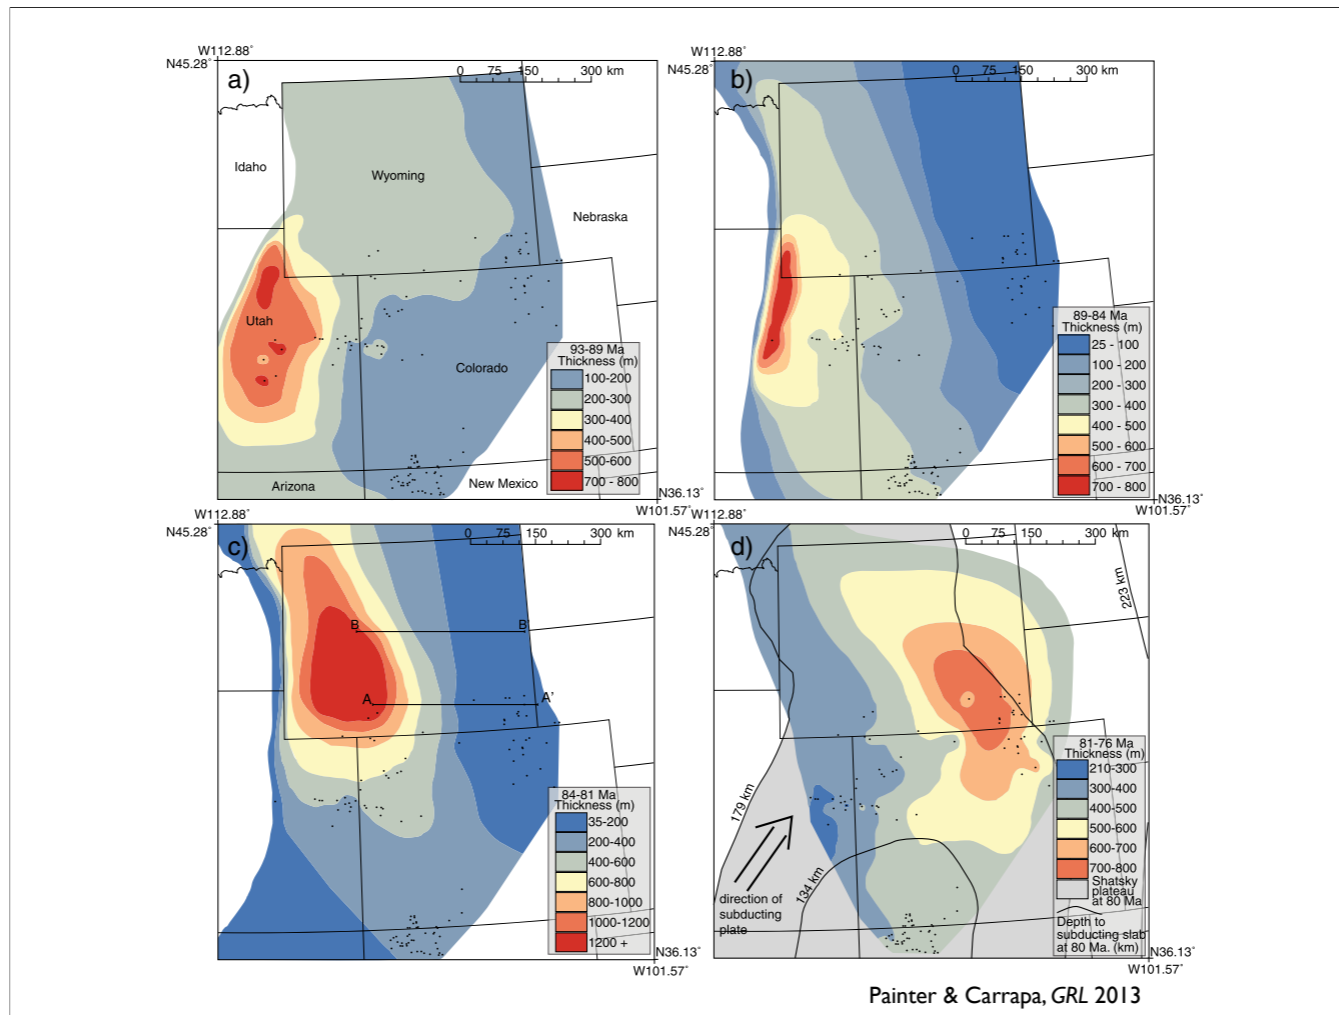 W112.88°
N45.28°
a)
0 75 150 300 km
Idaho
Wyoming
Nebraska
Utah
Colorado
Arizona
New Mexico
93-89 Ma
Thickness (m)
100-200
200-300
300-400
400-500
500-600
700 - 800
N36.13°
W101.57°
W112.88°
N45.28°
b)
0 75 150 300 km
89-84 Ma
Thickness (m)
25 - 100
100 - 200
200 - 300
300 - 400
400 - 500
500 - 600
600 - 700
700 - 800
N36.13°
W101.57°
W112.88°
N45.28°
c)
0 75 150 300 km
B B'
A A'
84-81 Ma
Thickness (m)
35-200
200-400
400-600
600-800
800-1000
1000-1200
1200 +
N36.13°
W101.57°
W112.88°
N45.28°
d)
0 75 150 300 km
223 km
179 km
134 km
direction of
subducting
plate
81-76 Ma
Thickness (m)
210-300
300-400
400-500
500-600
600-700
700-800
Shatsky
plateau
at 80 Ma
Depth to
subducting slab
at 80 Ma. (km)
N36.13°
W101.57°
Painter & Carrapa, GRL 2013